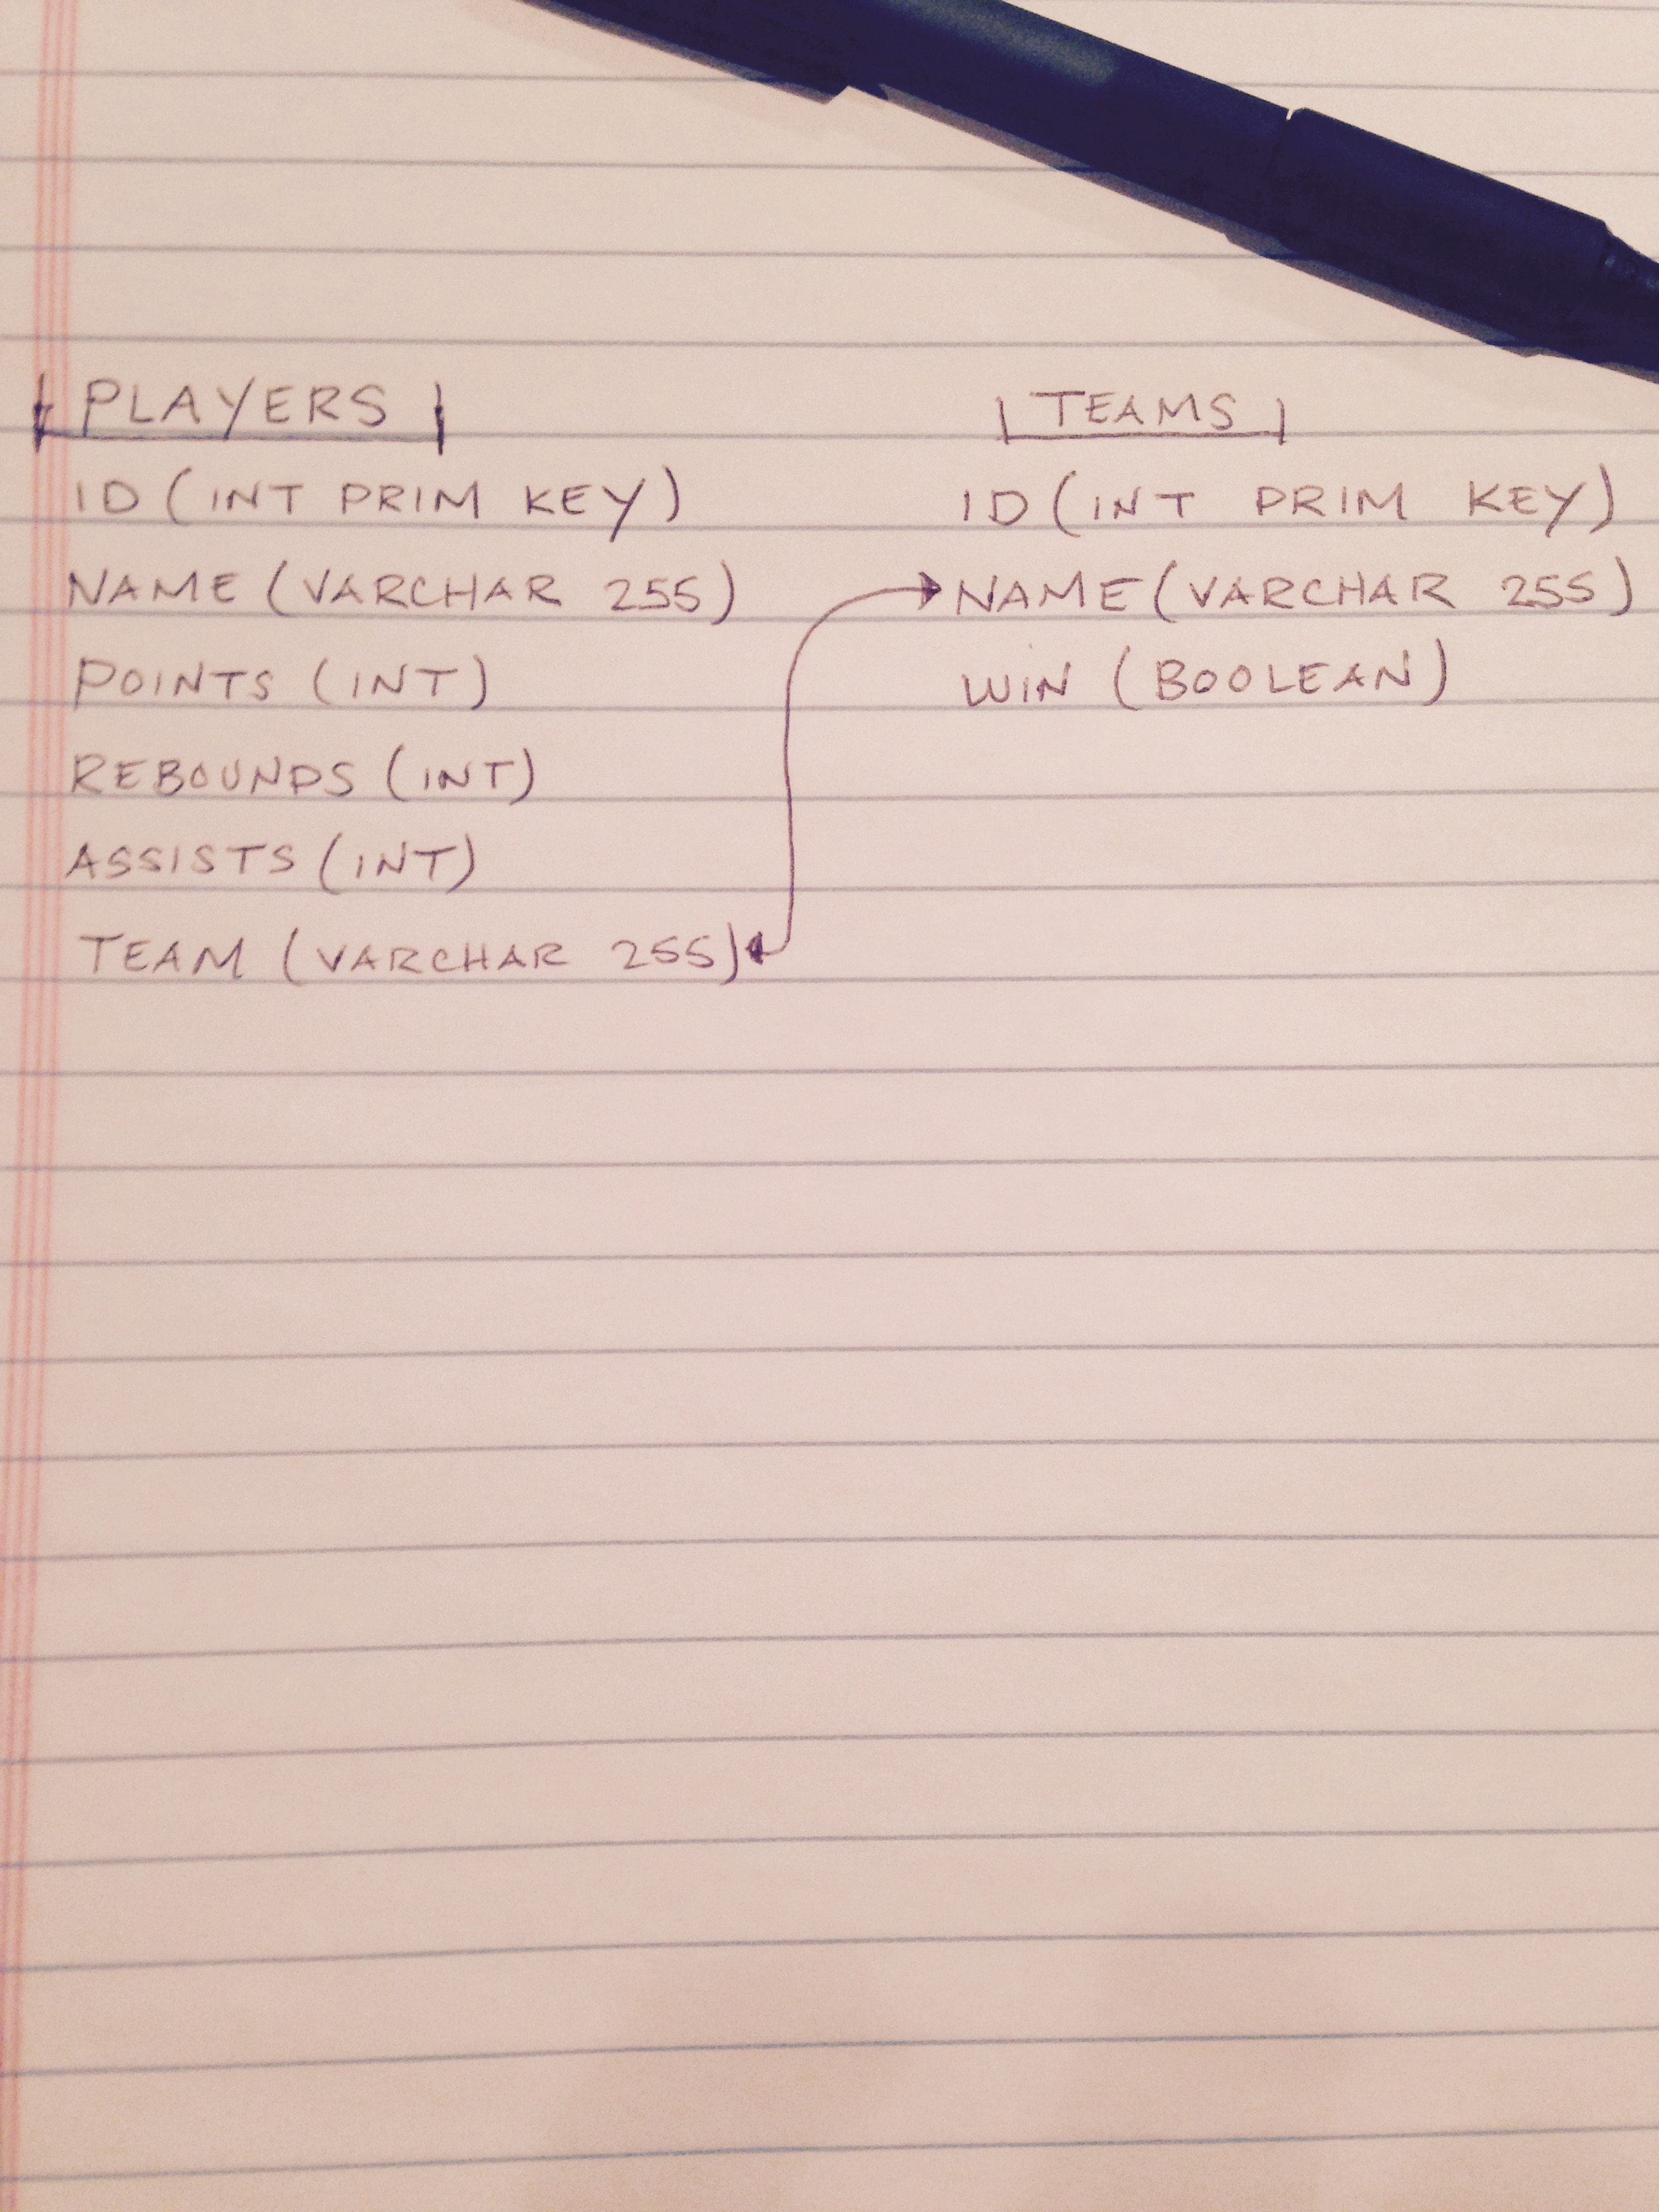 PLAYERS
ID (INT PRIM KEY)
NAME (VARCHAR 255)
POINTS (INT)
REBOUNDS (INT)
ASSISTS (INT)
TEAM (VARCHAR 255)
TEAMS
ID (INT PRIM KEY)
NAME (VARCHAR 255)
WIN (BOOLEAN)